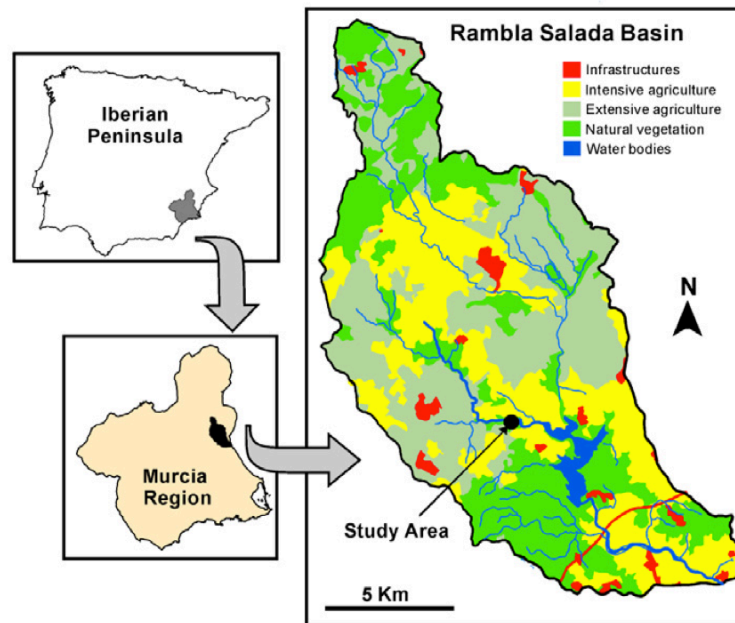 Iberian
Peninsula
Murcia
Region
Rambla Salada Basin
Infrastructures
Intensive agriculture
Extensive agriculture
Natural vegetation
Water bodies
N
Study Area
5 Km